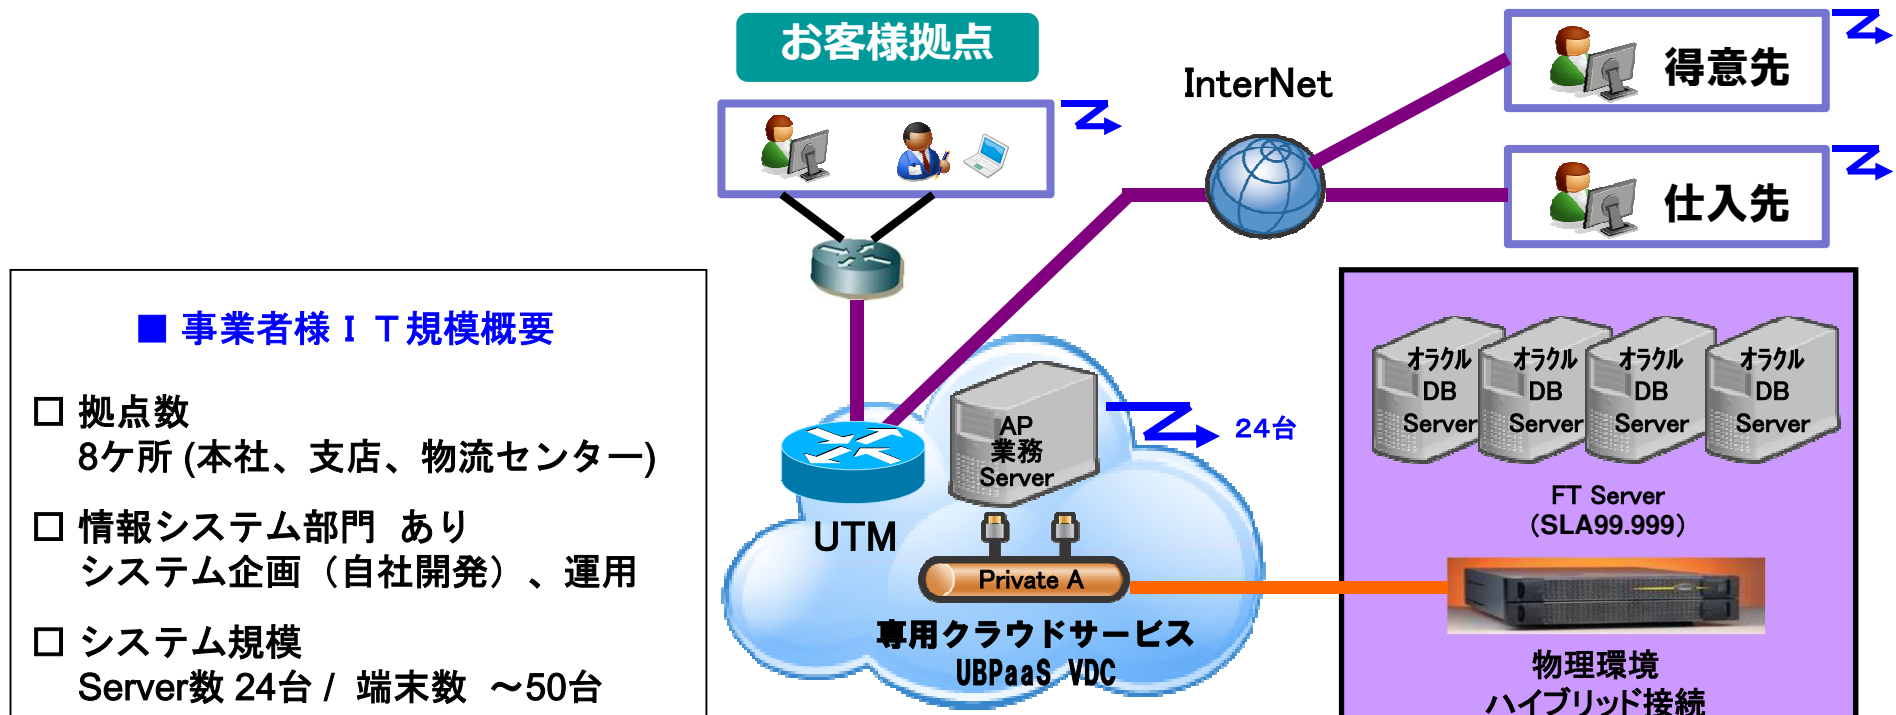 お客様拠点
InterNet
得意先
仕入先
■ 事業者様ＩＴ規模概要
□ 拠点数
8ケ所 (本社、支店、物流センター)
□ 情報システム部門 あり
システム企画（自社開発）、運用
□ システム規模
Server数 24台 / 端末数 ～50台
AP
業務
Server
24台
UTM
Private A
専用クラウドサービス
UBPaaS VDC
ｵﾗｸﾙ
DB
Server
ｵﾗｸﾙ
DB
Server
ｵﾗｸﾙ
DB
Server
ｵﾗｸﾙ
DB
Server
FT Server
（SLA99.999）
物理環境
ハイブリッド接続